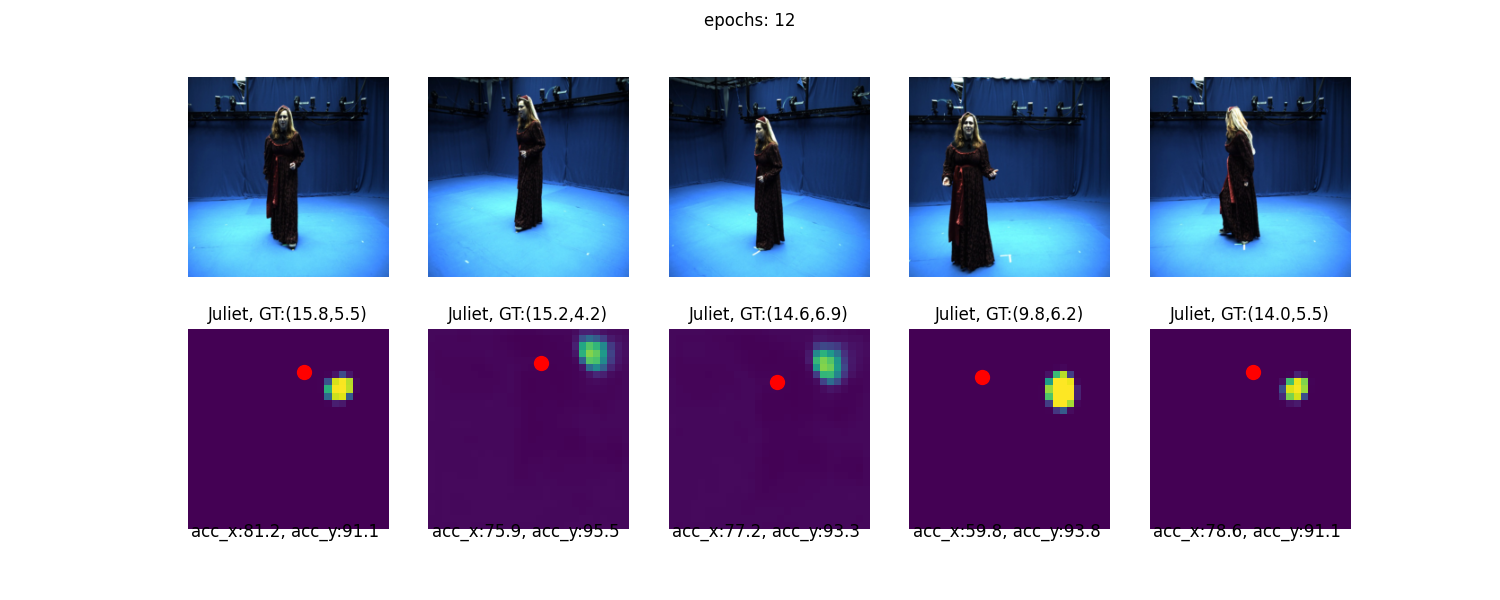 epochs: 12
Juliet, GT:(15.8,5.5)
Juliet, GT:(15.2,4.2)
Juliet, GT:(14.6,6.9)
Juliet, GT:(9.8,6.2)
Juliet, GT:(14.0,5.5)
acc_x:81.2, acc_y:91.1
acc_x:75.9, acc_y:95.5
acc_x:77.2, acc_y:93.3
acc_x:59.8, acc_y:93.8
acc_x:78.6, acc_y:91.1